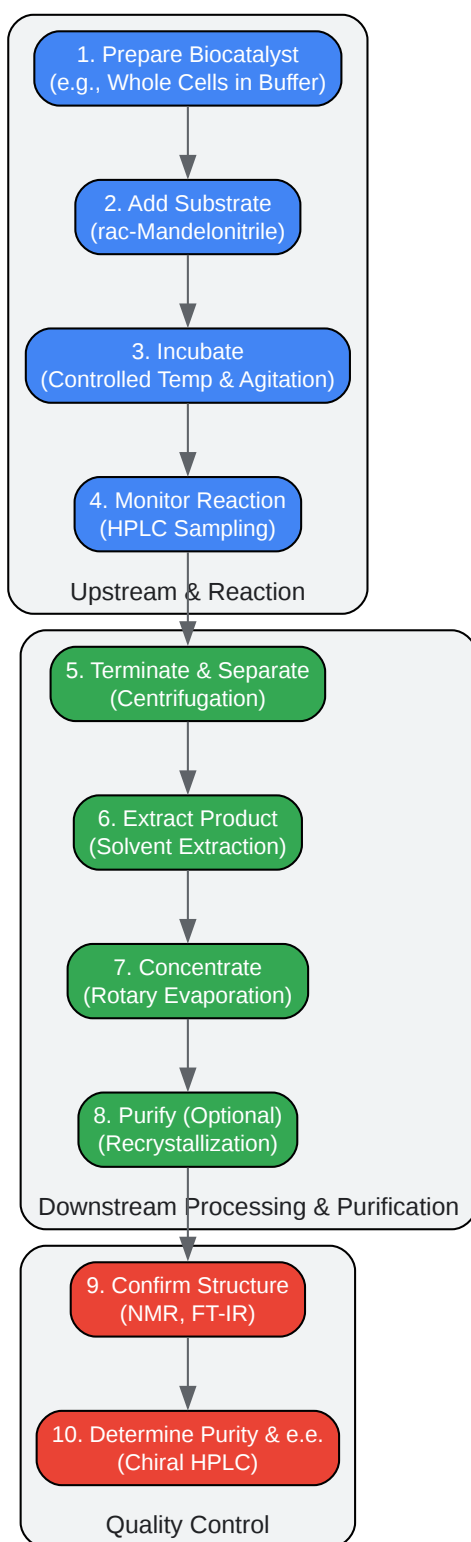 1. Prepare Biocatalyst
(e.g., Whole Cells in Buffer)
2. Add Substrate
(rac-Mandelonitrile)
3. Incubate
(Controlled Temp & Agitation)
4. Monitor Reaction
(HPLC Sampling)
Upstream & Reaction
5. Terminate & Separate
(Centrifugation)
6. Extract Product
(Solvent Extraction)
7. Concentrate
(Rotary Evaporation)
8. Purify (Optional)
(Recrystallization)
Downstream Processing & Purification
9. Confirm Structure
(NMR, FT-IR)
10. Determine Purity & e.e.
(Chiral HPLC)
Quality Control